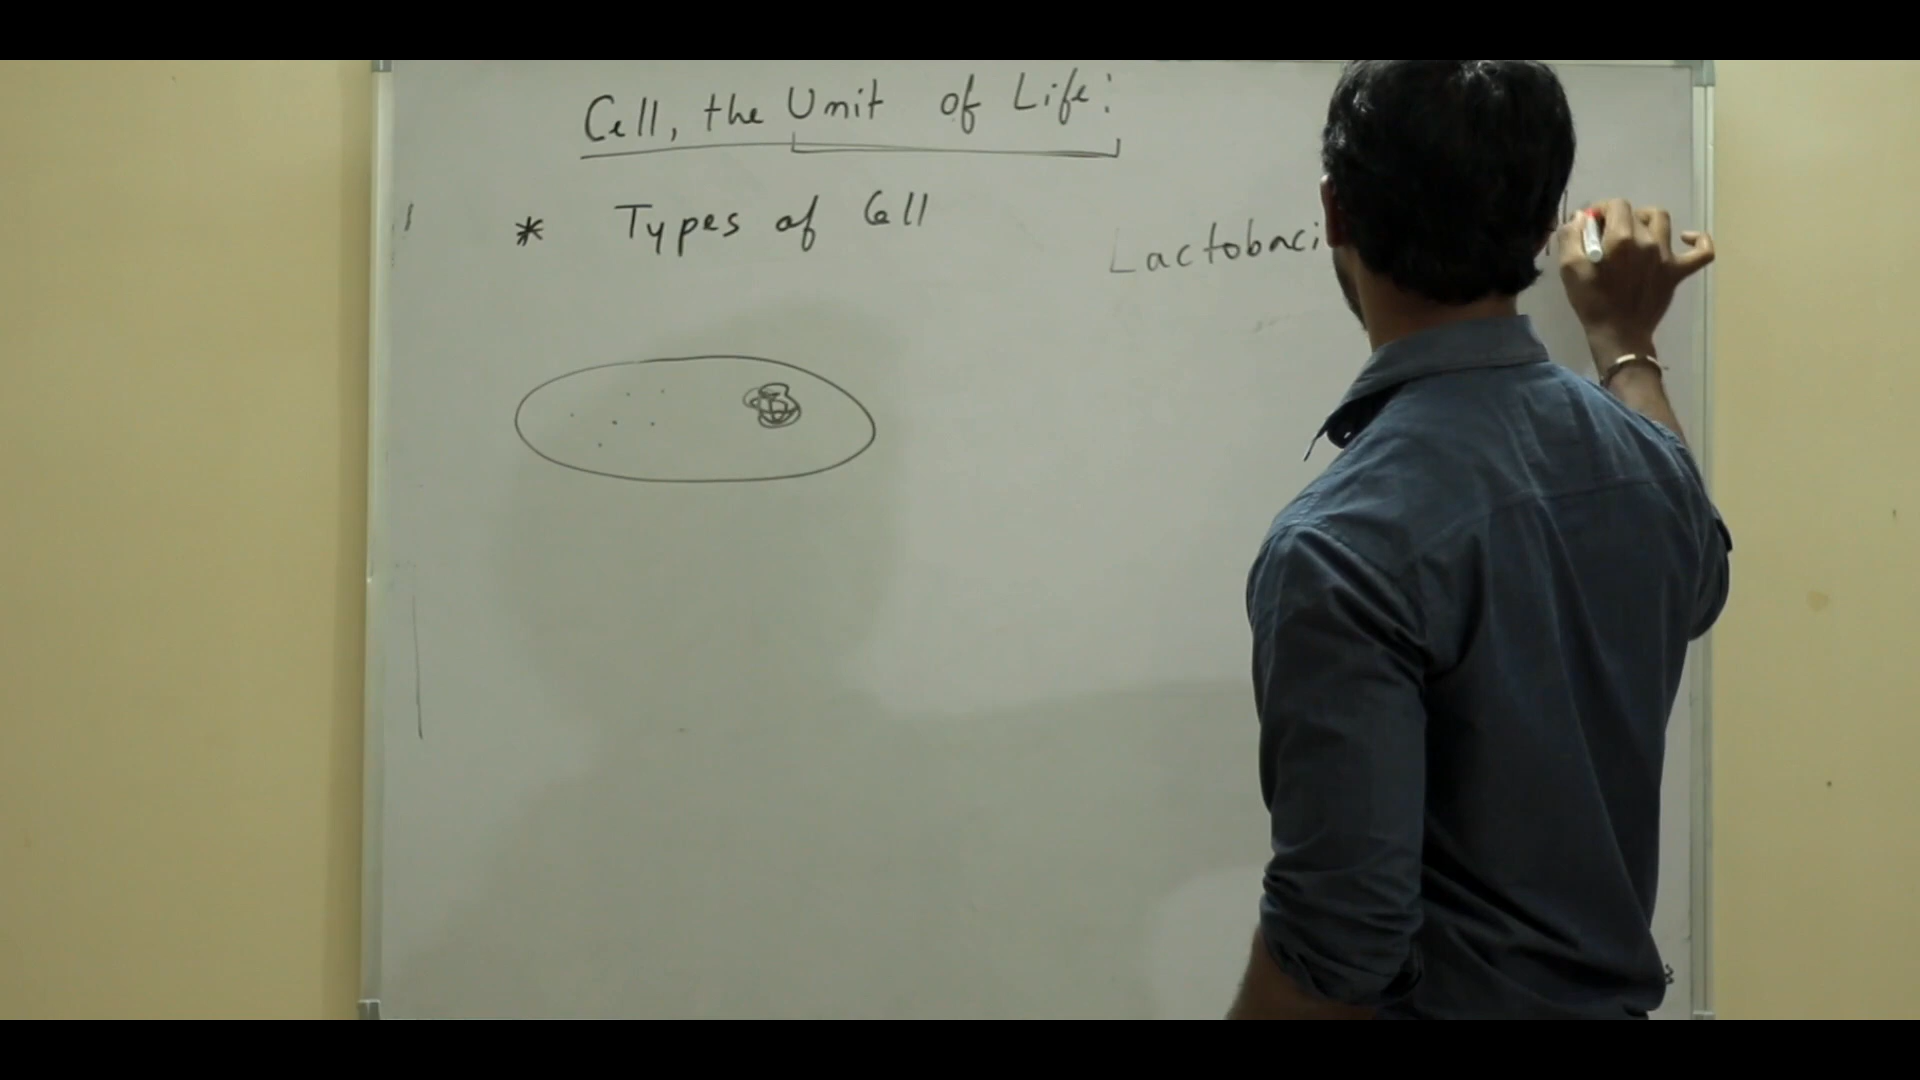 Cell, the Unit of Life:
* Types of Cell
Lactobaci